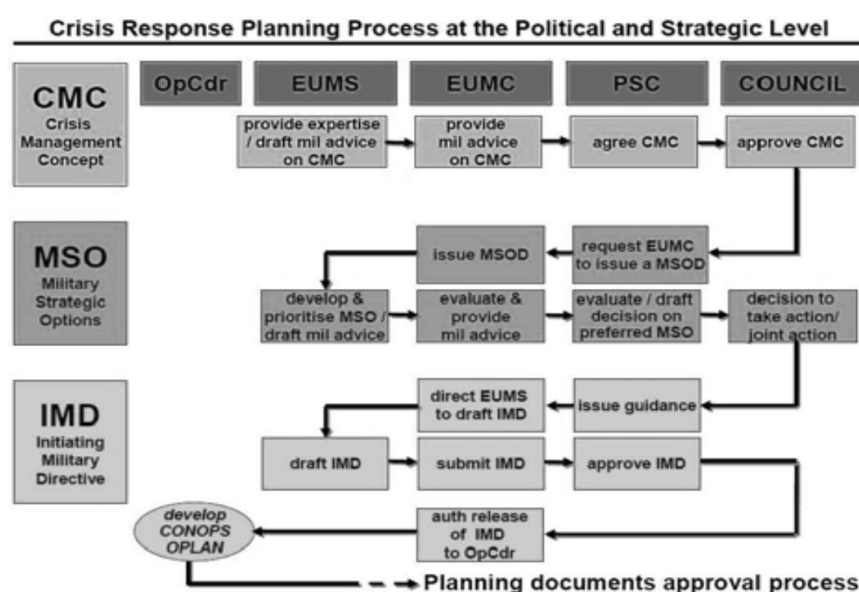 Crisis Response Planning Process at the Political and Strategic Level
OpCdr
EUMS
EUMC
PSC
COUNCIL
CMC
Crisis
Management
Concept
provide expertise
/ draft mil advice
on CMC
provide
mil advice
on CMC
agree CMC
approve CMC
MSO
Military
Strategic
Options
issue MSOD
request EUMC
to issue a MSOD
develop &
prioritise MSO /
draft mil advice
evaluate &
provide
mil advice
evaluate / draft
decision on
preferred MSO
decision to
take action/
joint action
IMD
Initiating
Military
Directive
direct EUMS
to draft IMD
issue guidance
draft IMD
submit IMD
approve IMD
develop
CONOPS
OPLAN
auth release
of IMD
to OpCdr
Planning documents approval process